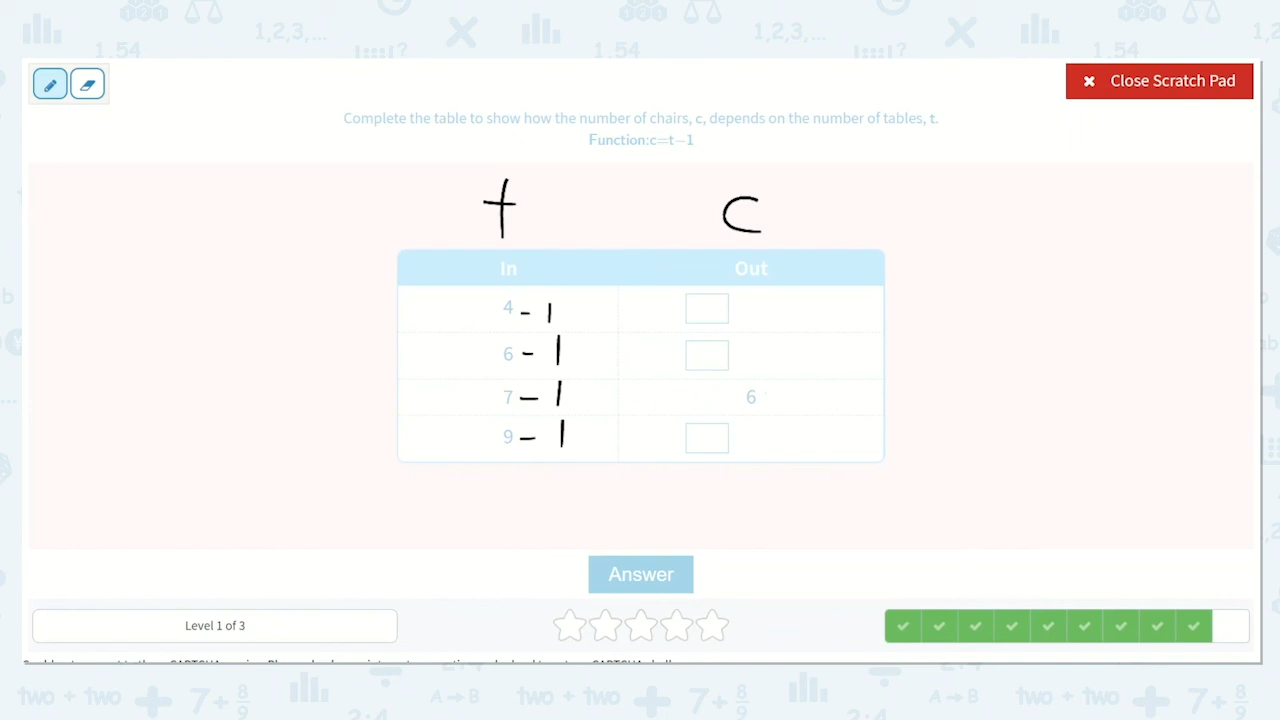 Close Scratch Pad
Complete the table to show how the number of chairs, c, depends on the number of tables, t.
Function:c=t−1
t c
In Out
4 - 1
6 - 1
7 - 1 6
9 - 1
Answer
Level 1 of 3